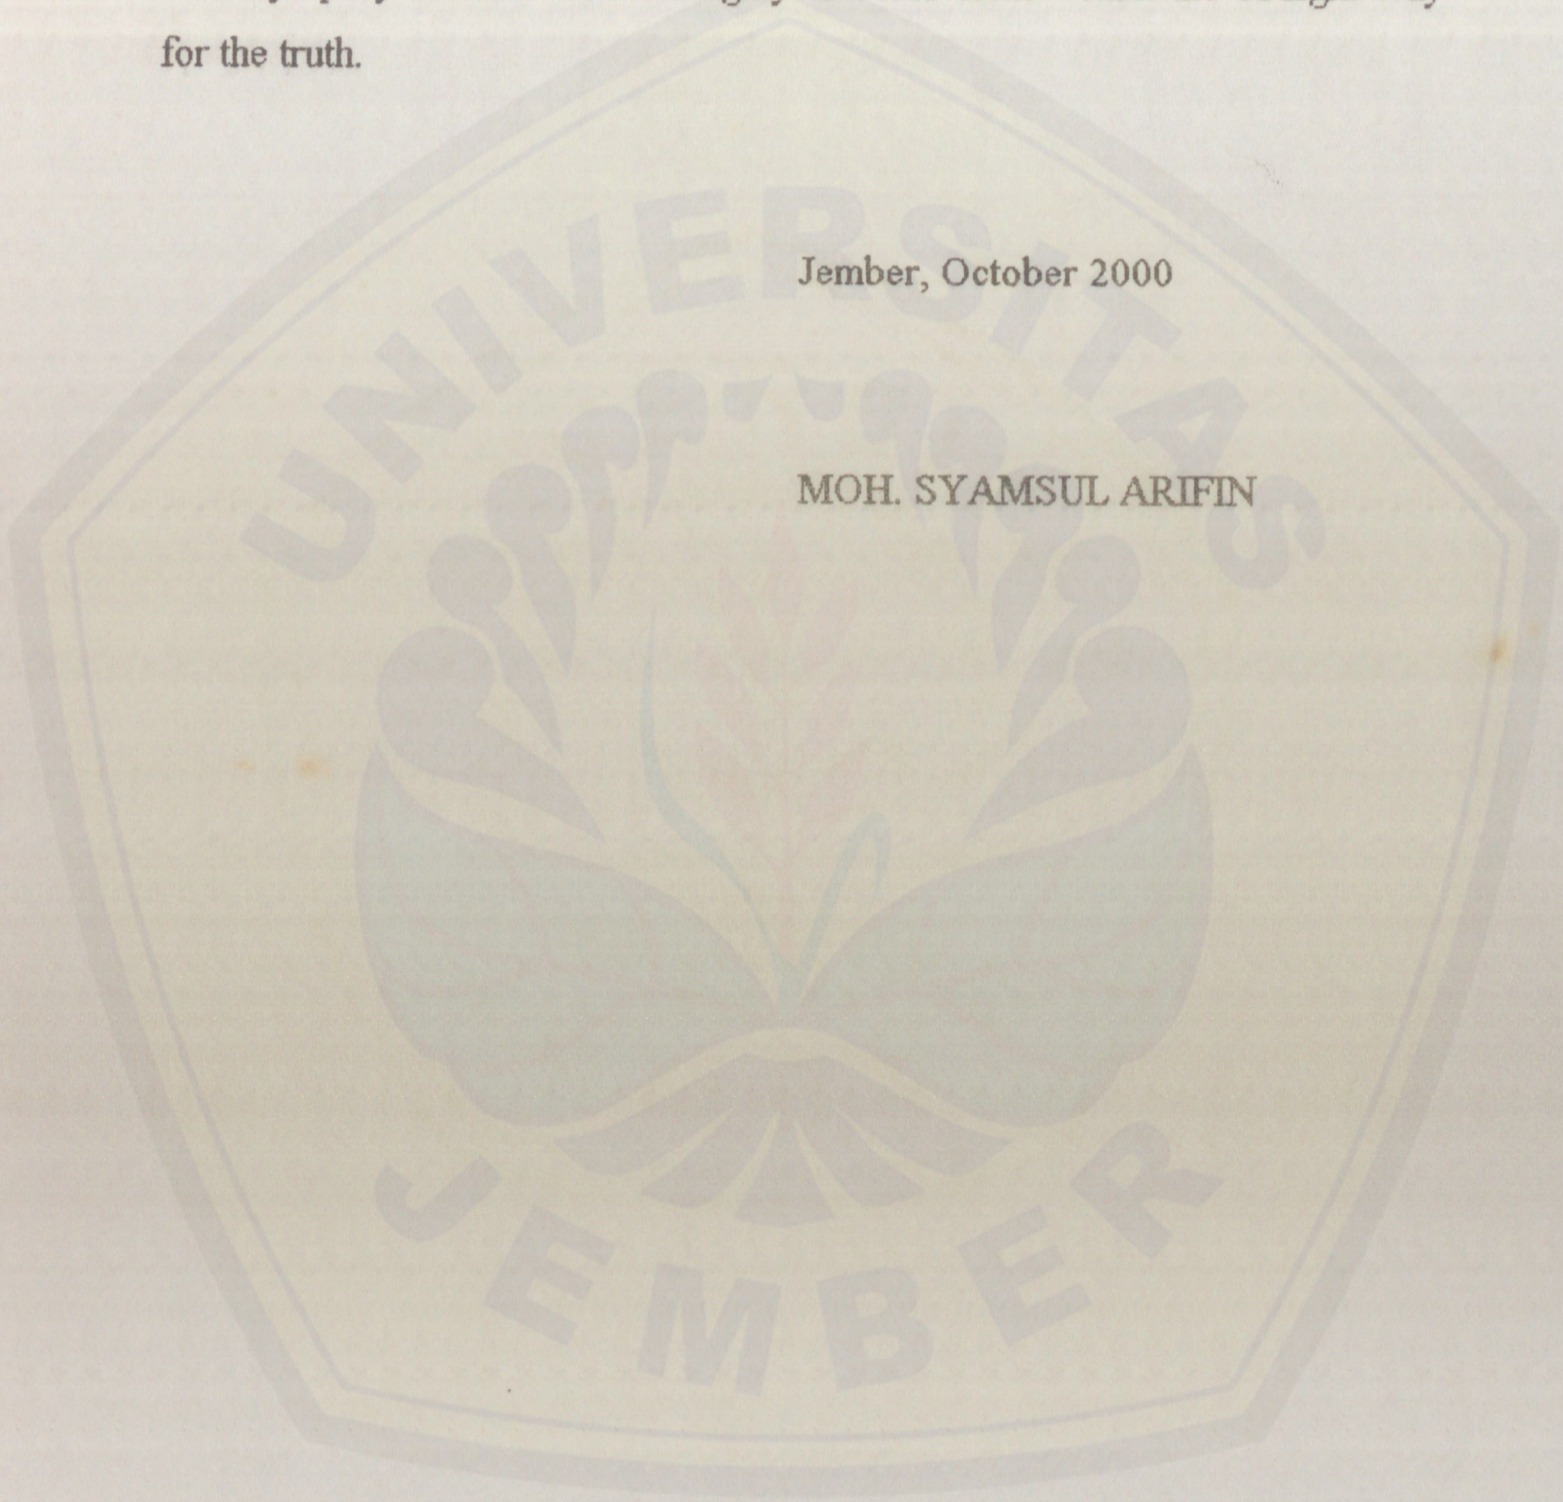 for the truth.
Jember, October 2000
MOH. SYAMSUL ARIFIN
UNIVERSITAS
JEMBER